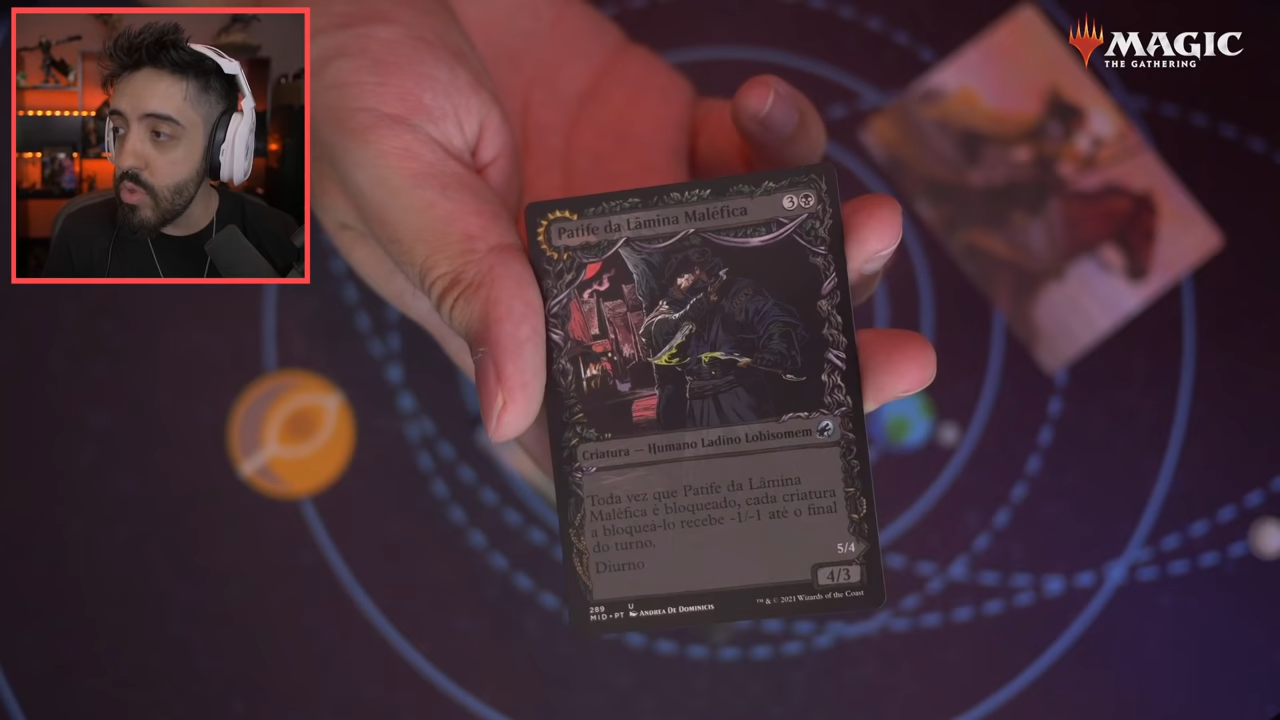 MAGIC
THE GATHERING
Patife da Lâmina Maléfica
3
Criatura — Humano Ladino Lobisomem
Toda vez que Patife da Lâmina
Maléfica é bloqueado, cada criatura
a bloqueá-lo recebe -1/-1 até o final
do turno.
Diurno
5/4
4/3
289 U
MID • PT ANDREA DE DOMINICIS
™ & © 2021 Wizards of the Coast